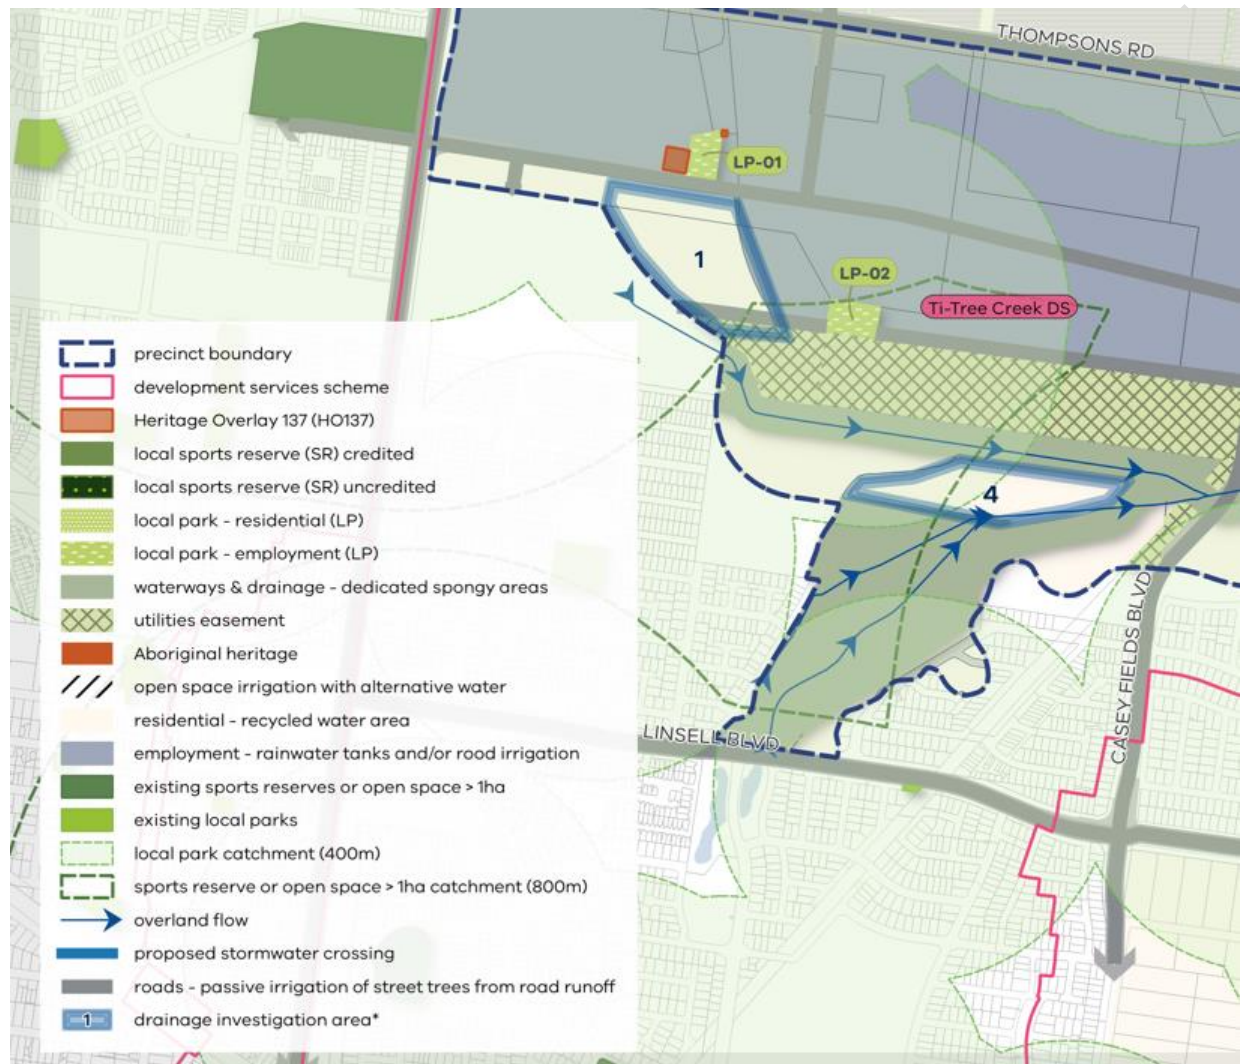 THOMPSONS RD
LP-01
1
LP-02
Ti-Tree Creek DS
4
CASEY FIELDS BLVD
LINSELL BLVD
precinct boundary
development services scheme
Heritage Overlay 137 (HO137)
local sports reserve (SR) credited
local sports reserve (SR) uncredited
local park - residential (LP)
local park - employment (LP)
waterways & drainage - dedicated spongy areas
utilities easement
Aboriginal heritage
open space irrigation with alternative water
residential - recycled water area
employment - rainwater tanks and/or rood irrigation
existing sports reserves or open space > 1ha
existing local parks
local park catchment (400m)
sports reserve or open space > 1ha catchment (800m)
overland flow
proposed stormwater crossing
roads - passive irrigation of street trees from road runoff
1 drainage investigation area*